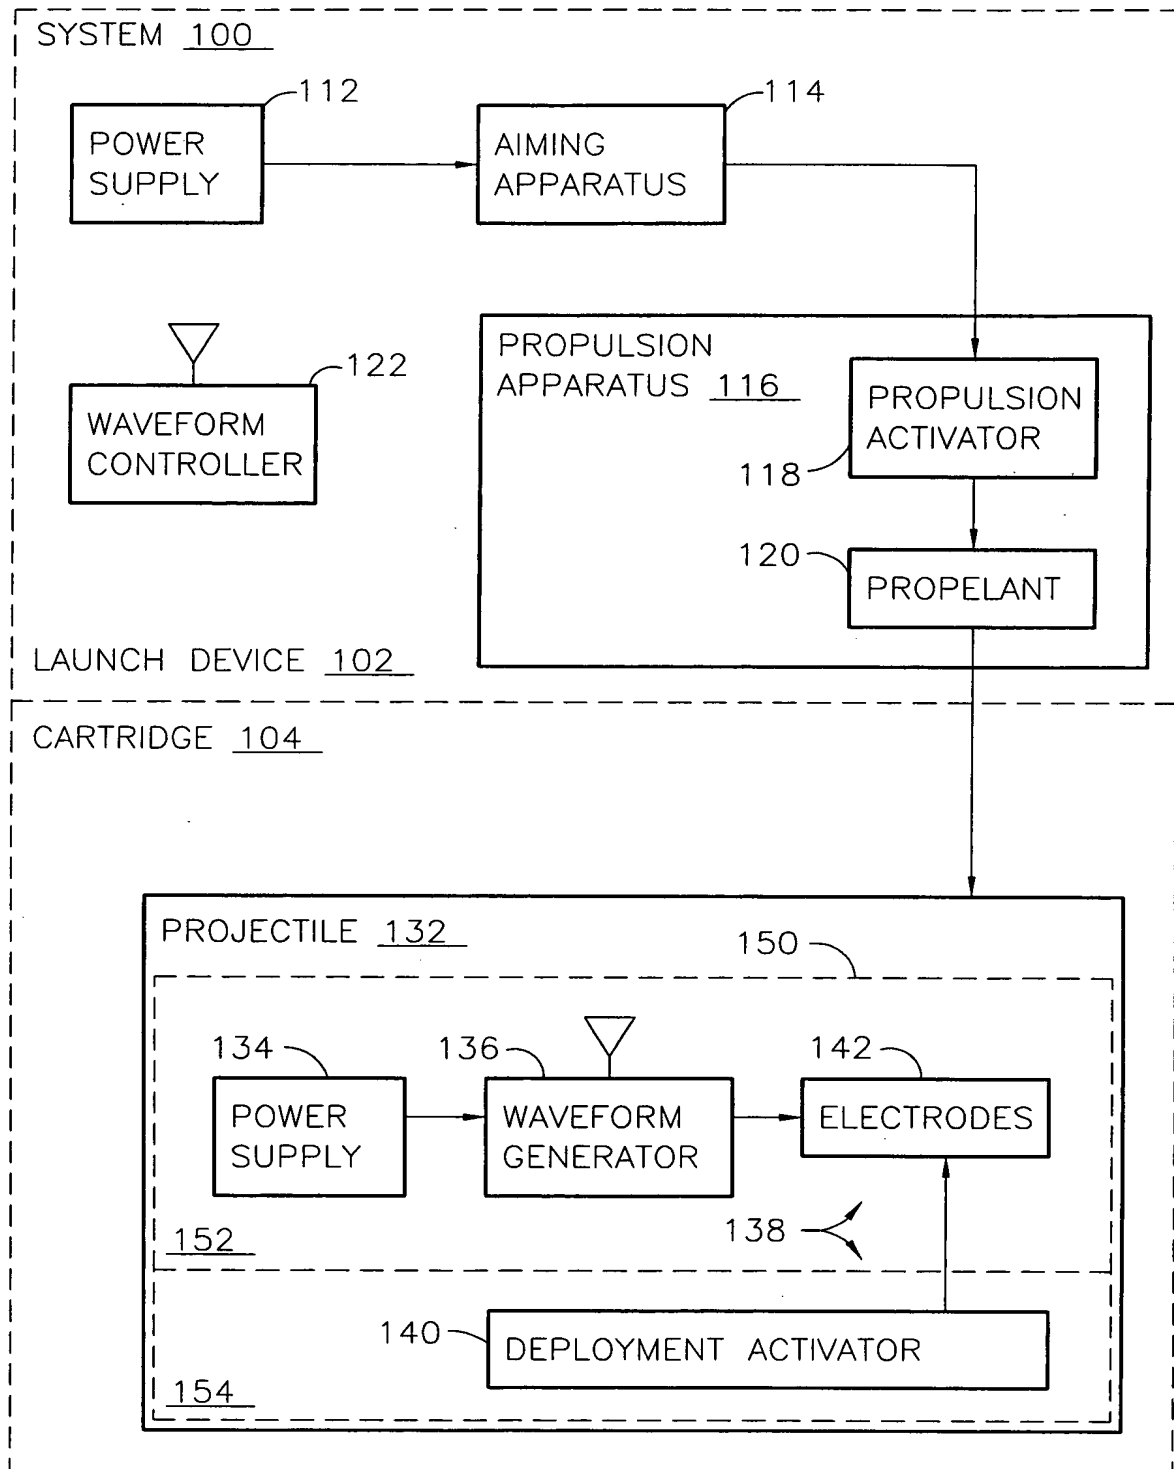 SYSTEM 100
112
114
POWER
SUPPLY
AIMING
APPARATUS
122
WAVEFORM
CONTROLLER
PROPULSION
APPARATUS 116
PROPULSION
ACTIVATOR
118
120
PROPELANT
LAUNCH DEVICE 102
CARTRIDGE 104
PROJECTILE 132
150
134
136
142
POWER
SUPPLY
WAVEFORM
GENERATOR
ELECTRODES
138
152
140
DEPLOYMENT ACTIVATOR
154